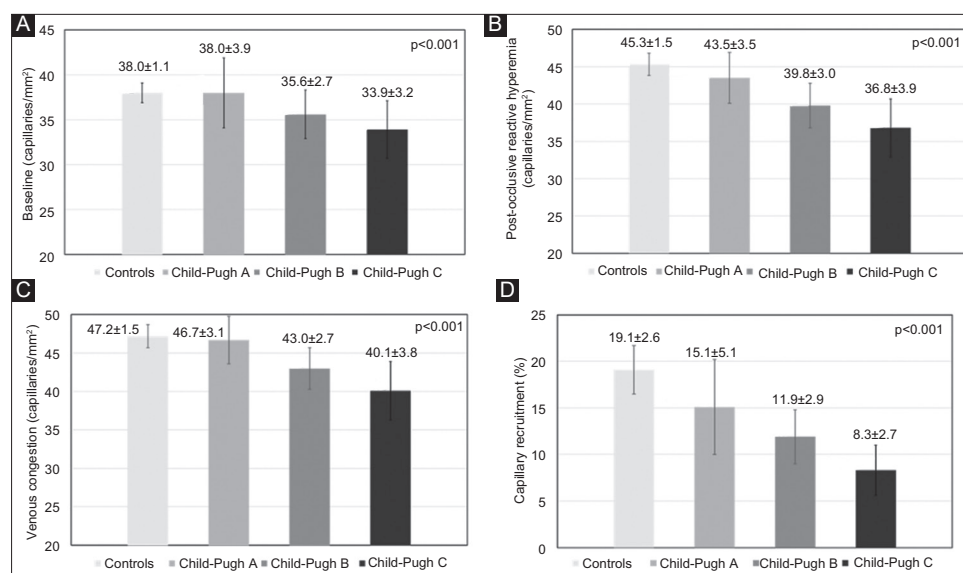 A
Baseline (capillaries/mm²)
45
40
35
30
25
20
38.0±1.1
38.0±3.9
35.6±2.7
33.9±3.2
p<0.001
Controls Child-Pugh A Child-Pugh B Child-Pugh C
B
Post-occlusive reactive hyperemia
(capillaries/mm²)
50
45
40
35
30
25
20
45.3±1.5
43.5±3.5
39.8±3.0
36.8±3.9
p<0.001
Controls Child-Pugh A Child-Pugh B Child-Pugh C
C
Venous congestion (capillaries/mm²)
50
45
40
35
30
25
20
47.2±1.5
46.7±3.1
43.0±2.7
40.1±3.8
p<0.001
Controls Child-Pugh A Child-Pugh B Child-Pugh C
D
Capillary recruitment (%)
25
20
15
10
5
0
19.1±2.6
15.1±5.1
11.9±2.9
8.3±2.7
p<0.001
Controls Child-Pugh A Child-Pugh B Child-Pugh C